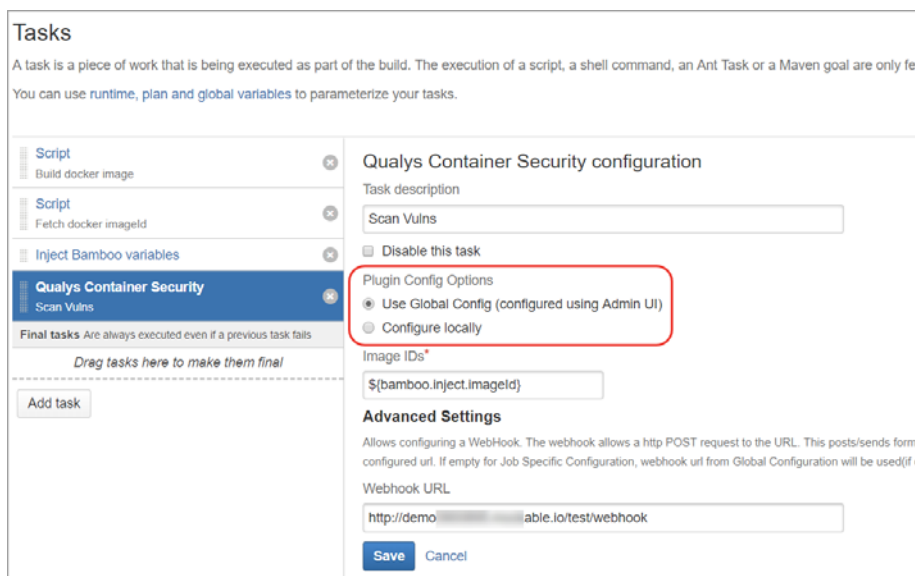 Tasks
A task is a piece of work that is being executed as part of the build. The execution of a script, a shell command, an Ant Task or a Maven goal are only fe
You can use runtime, plan and global variables to parameterize your tasks.
Script
Build docker image
Script
Fetch docker imageId
Inject Bamboo variables
Qualys Container Security
Scan Vulns
Final tasks Are always executed even if a previous task fails
Drag tasks here to make them final
Add task
Qualys Container Security configuration
Task description
Scan Vulns
Disable this task
Plugin Config Options
Use Global Config (configured using Admin UI)
Configure locally
Image IDs*
${bamboo.inject.imageId}
Advanced Settings
Allows configuring a WebHook. The webhook allows a http POST request to the URL. This posts/sends form
configured url. If empty for Job Specific Configuration, webhook url from Global Configuration will be used(if
Webhook URL
http://demo able.io/test/webhook
Save Cancel